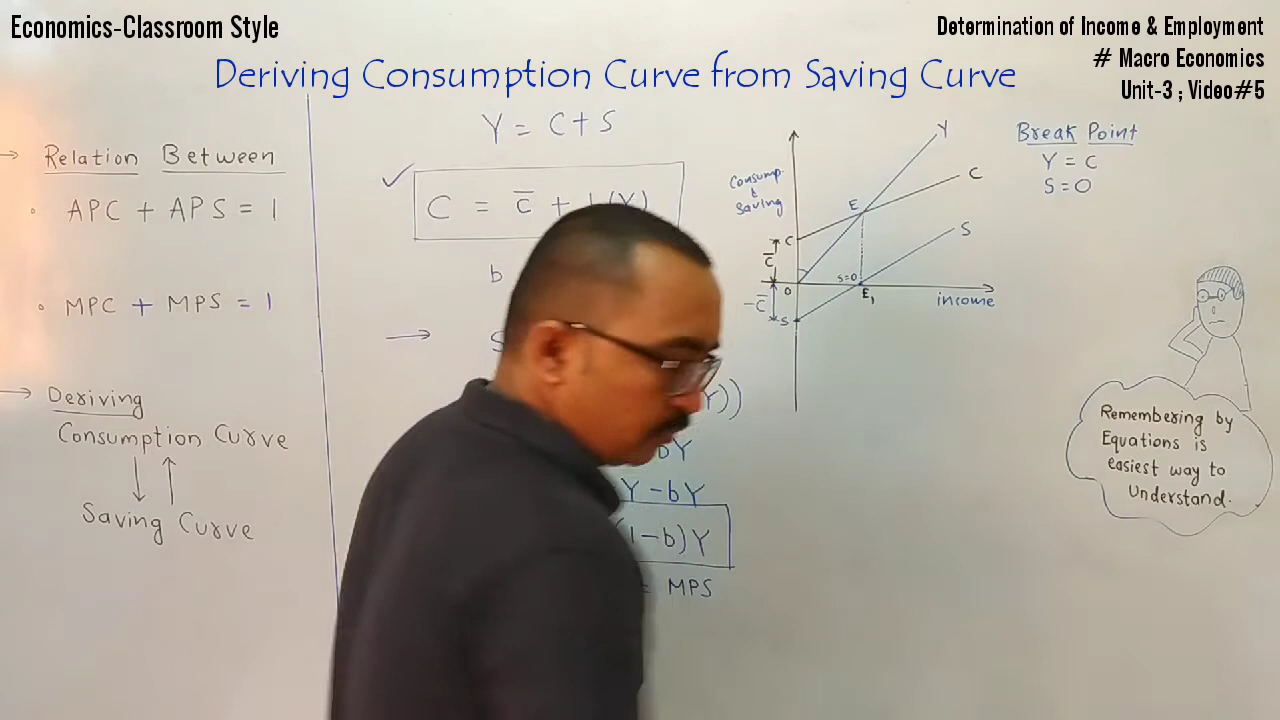 Economics-Classroom Style
Determination of Income & Employment
# Macro Economics
Unit-3 ; Video#5
Deriving Consumption Curve from Saving Curve
→ Relation Between
• APC + APS = 1
• MPC + MPS = 1
→ Deriving
Consumption Curve
↓ ↑
Saving Curve
Y = C + S
✓ C = c̅ + (Y)
b
→ S
Y))
bY
Y - bY
(1-b)Y
= MPS
Consump.
&
Saving
Y
C
E
S
C
c̅
O
S=0
E₁
income
-c̅
S
Break Point
Y = C
S = 0
Remembering by
Equations is
easiest way to
Understand.